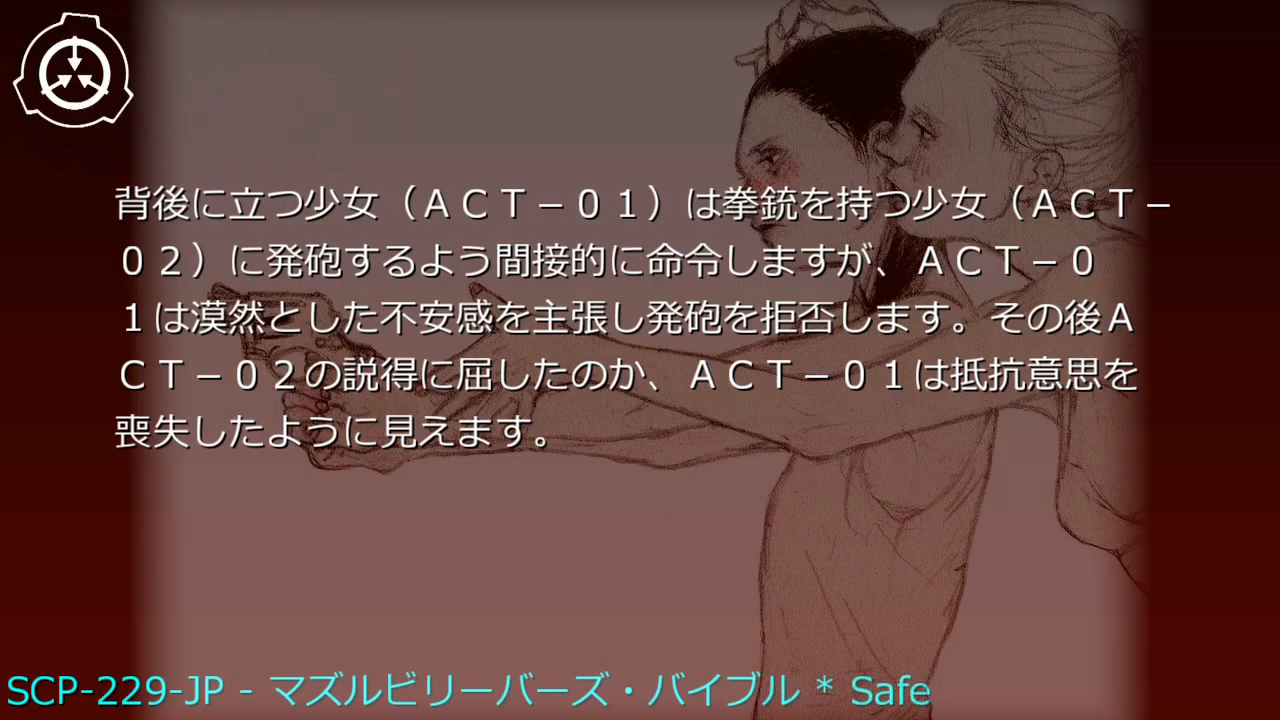 背後に立つ少女（ＡＣＴ－０１）は拳銃を持つ少女（ＡＣＴ－
０２）に発砲するよう間接的に命令しますが、ＡＣＴ－０
１は漠然とした不安感を主張し発砲を拒否します。その後Ａ
ＣＴ－０２の説得に屈したのか、ＡＣＴ－０１は抵抗意思を
喪失したように見えます。
SCP-229-JP - マズルビリーバーズ・バイブル * Safe